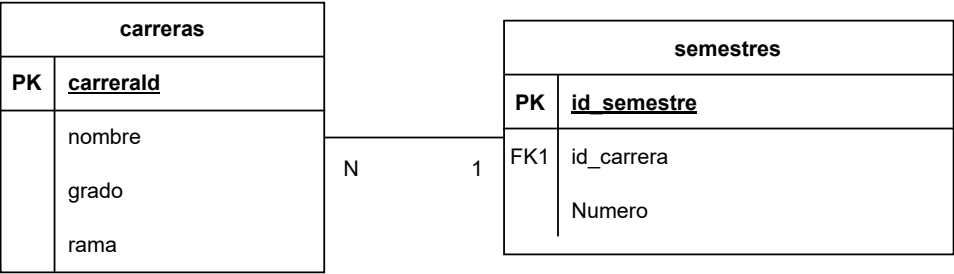 carreras
PK carreraId
nombre
grado
rama
N 1
semestres
PK id_semestre
FK1 id_carrera
Numero